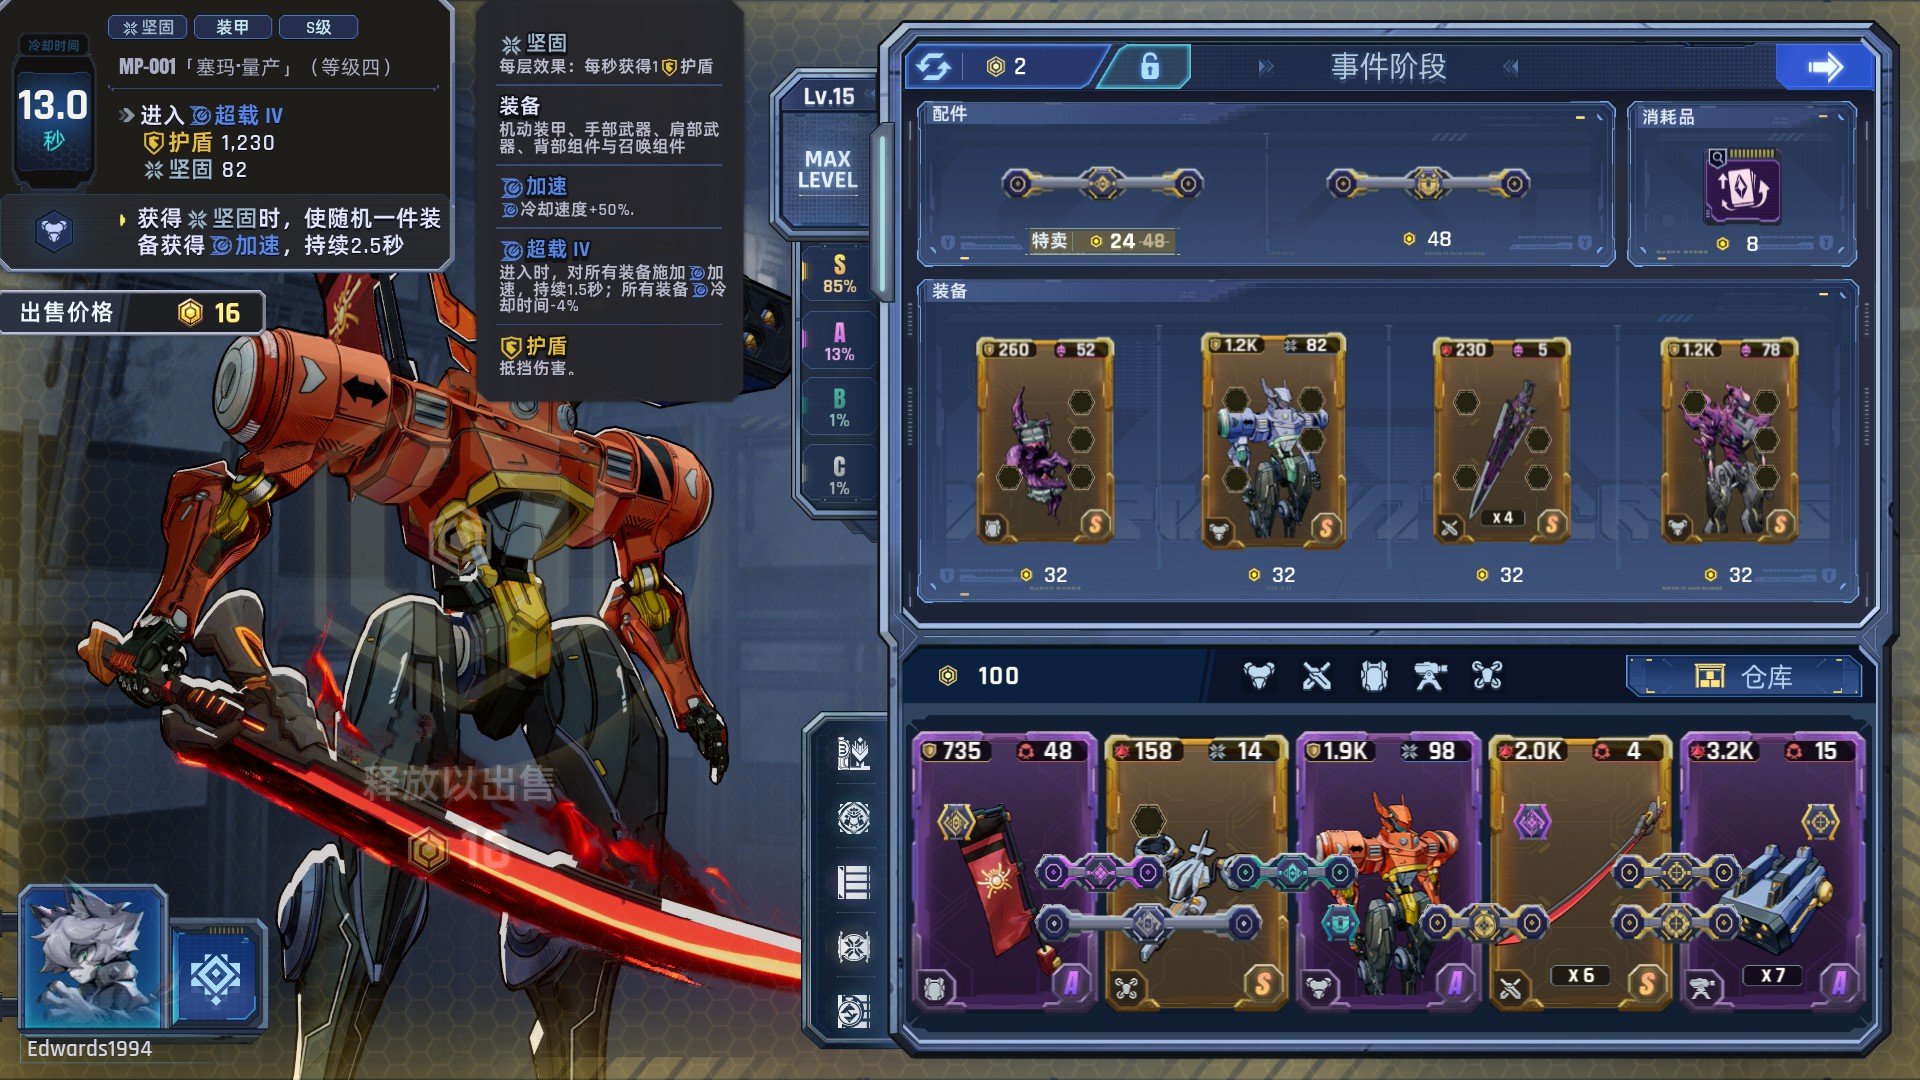 坚固 装甲 S级
冷却时间
MP-001「塞玛·量产」（等级四）
13.0
秒
进入 超载 IV
护盾 1,230
坚固 82
获得 坚固时，使随机一件装
备获得 加速，持续2.5秒
出售价格 16
坚固
每层效果：每秒获得1 护盾
装备
机动装甲、手部武器、肩部武
器、背部组件与召唤组件
加速
冷却速度+50%.
超载 IV
进入时，对所有装备施加 加
速，持续1.5秒；所有装备 冷
却时间-4%
护盾
抵挡伤害。
Lv.15
MAX
LEVEL
S
85%
A
13%
B
1%
C
1%
2
事件阶段
配件
特卖 24 48
48
消耗品
8
装备
260 52
1.2K 82
230 5
1.2K 78
S
S
x4 S
S
32
32
32
32
100
仓库
735 48
158 14
1.9K 98
2.0K 4
3.2K 15
A
S
A
x6 S
x7 A
释放以出售
16
Edwards1994